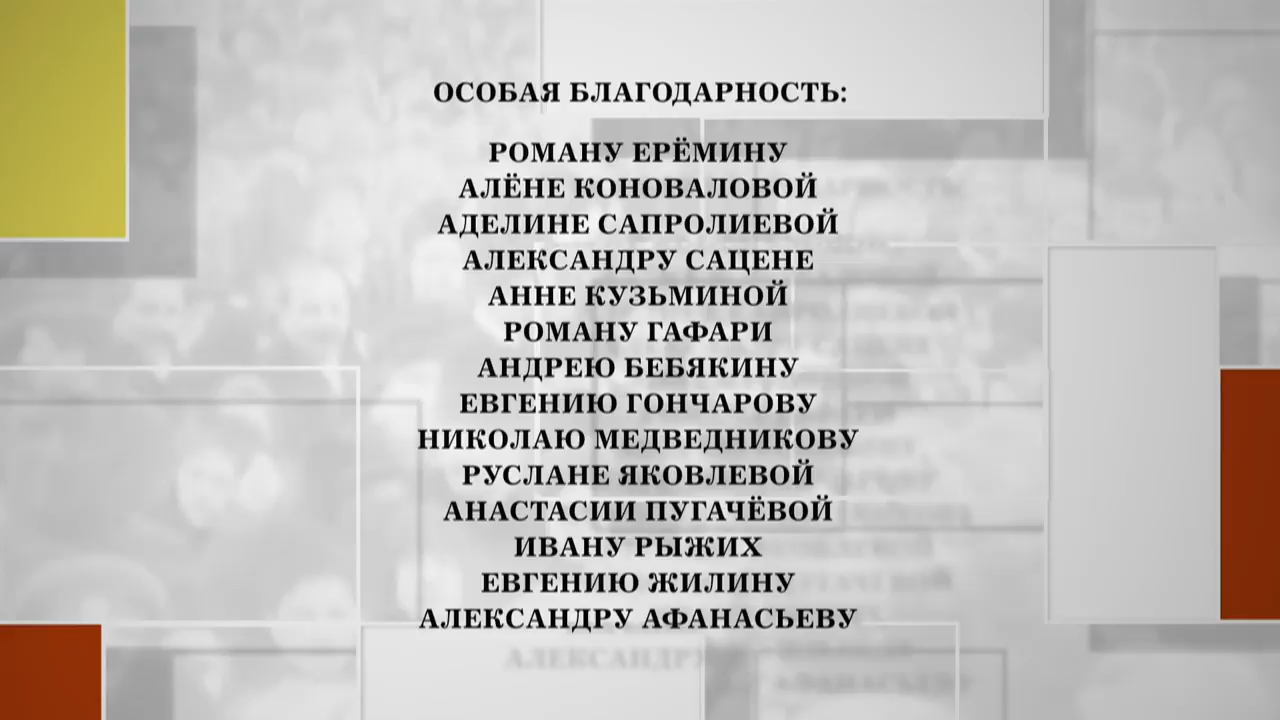 ОСОБАЯ БЛАГОДАРНОСТЬ:
РОМАНУ ЕРЁМИНУ
АЛЁНЕ КОНОВАЛОВОЙ
АДЕЛИНЕ САПРОЛИЕВОЙ
АЛЕКСАНДРУ САЦЕНЕ
АННЕ КУЗЬМИНОЙ
РОМАНУ ГАФАРИ
АНДРЕЮ БЕБЯКИНУ
ЕВГЕНИЮ ГОНЧАРОВУ
НИКОЛАЮ МЕДВЕДНИКОВУ
РУСЛАНЕ ЯКОВЛЕВОЙ
АНАСТАСИИ ПУГАЧЁВОЙ
ИВАНУ РЫЖИХ
ЕВГЕНИЮ ЖИЛИНУ
АЛЕКСАНДРУ АФАНАСЬЕВУ